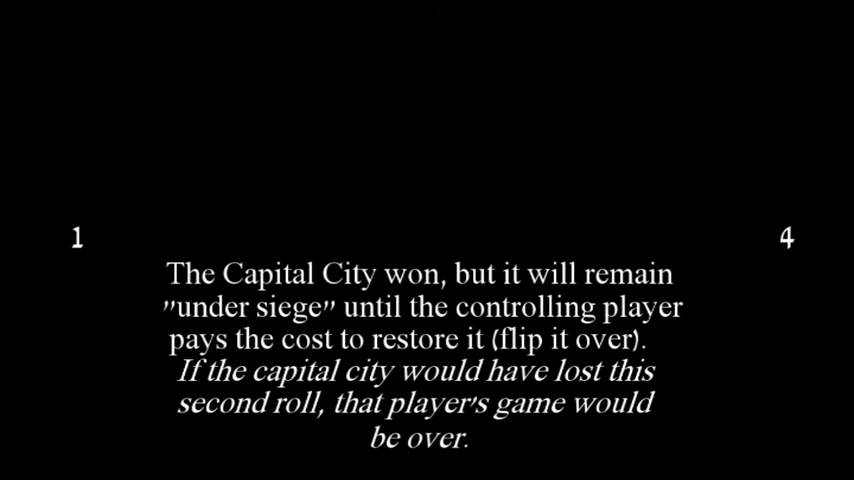 1 4
The Capital City won, but it will remain
"under siege" until the controlling player
pays the cost to restore it (flip it over).
If the capital city would have lost this
second roll, that player's game would
be over.